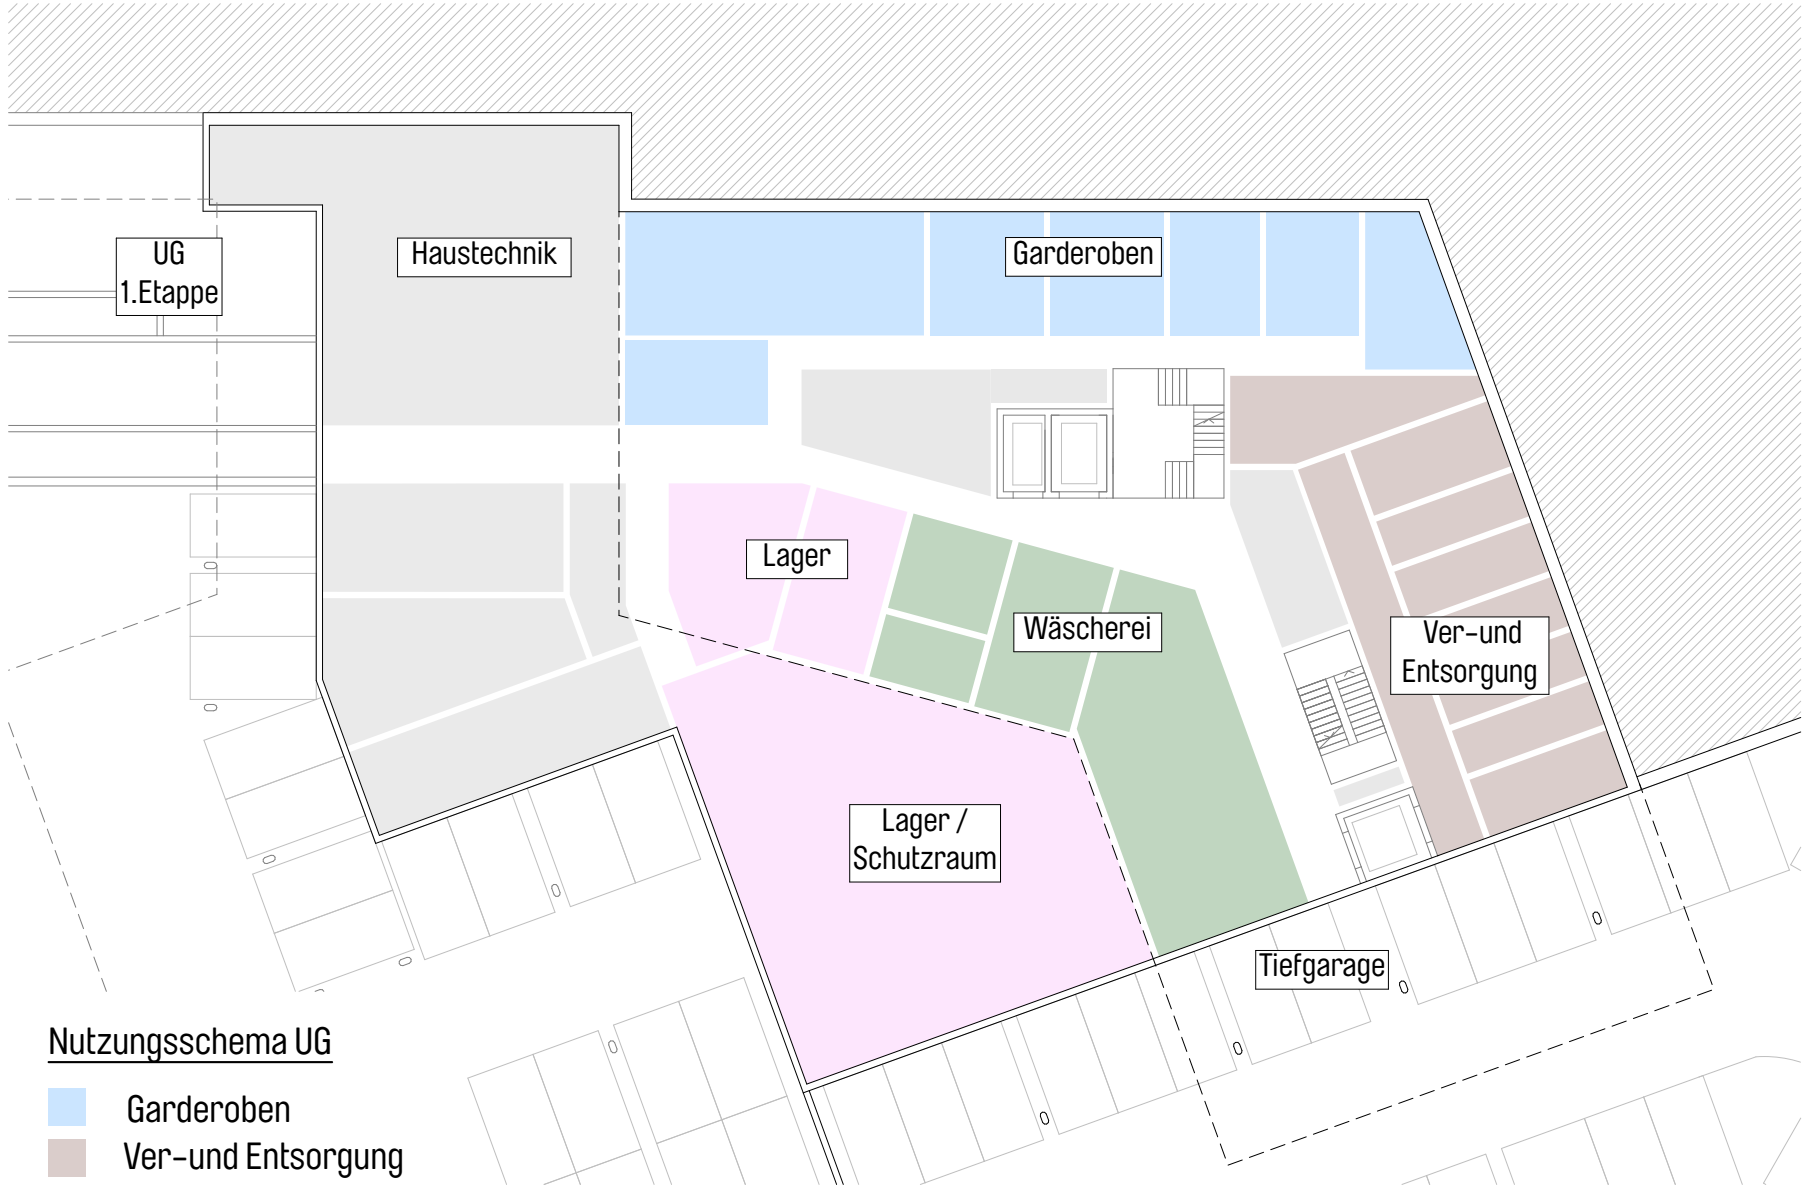 UG
1.Etappe
Haustechnik
Garderoben
Lager
Wäscherei
Ver-und
Entsorgung
Lager /
Schutzraum
Tiefgarage
Nutzungsschema UG
Garderoben
Ver-und Entsorgung